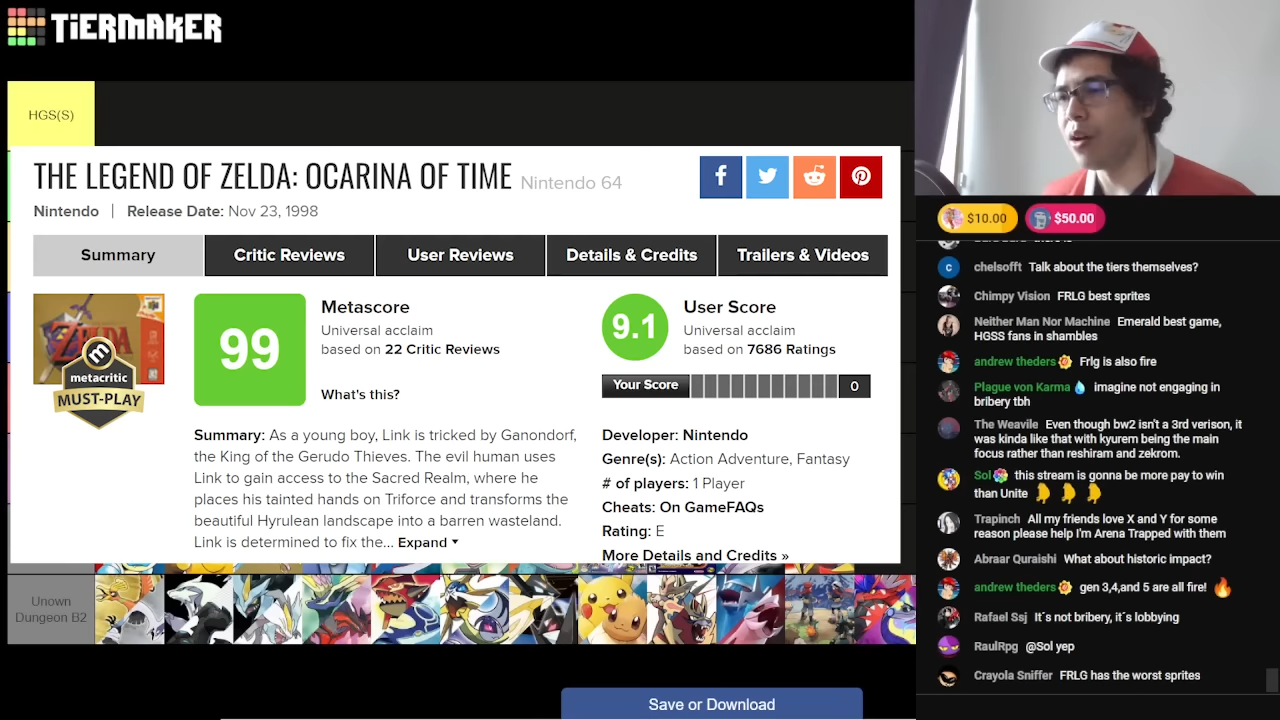 TiERMAKER
HGS(S)
THE LEGEND OF ZELDA: OCARINA OF TIME Nintendo 64
Nintendo | Release Date: Nov 23, 1998
Summary
Critic Reviews
User Reviews
Details & Credits
Trailers & Videos
ZELDA
metacritic
MUST-PLAY
99
Metascore
Universal acclaim
based on 22 Critic Reviews
What's this?
9.1
User Score
Universal acclaim
based on 7686 Ratings
Your Score
0
Summary: As a young boy, Link is tricked by Ganondorf,
the King of the Gerudo Thieves. The evil human uses
Link to gain access to the Sacred Realm, where he
places his tainted hands on Triforce and transforms the
beautiful Hyrulean landscape into a barren wasteland.
Link is determined to fix the... Expand
Developer: Nintendo
Genre(s): Action Adventure, Fantasy
# of players: 1 Player
Cheats: On GameFAQs
Rating: E
More Details and Credits »
Unown
Dungeon B2
Save or Download
$10.00
$50.00
C
chelsofft Talk about the tiers themselves?
Chimpy Vision FRLG best sprites
Neither Man Nor Machine Emerald best game,
HGSS fans in shambles
andrew theders Frlg is also fire
Plague von Karma imagine not engaging in
bribery tbh
The Weavile Even though bw2 isn't a 3rd verison, it
was kinda like that with kyurem being the main
focus rather than reshiram and zekrom.
Sol this stream is gonna be more pay to win
than Unite
Trapinch All my friends love X and Y for some
reason please help I'm Arena Trapped with them
Abraar Quraishi What about historic impact?
andrew theders gen 3,4,and 5 are all fire!
Rafael Ssj It´s not bribery, it´s lobbying
RaulRpg @Sol yep
Crayola Sniffer FRLG has the worst sprites